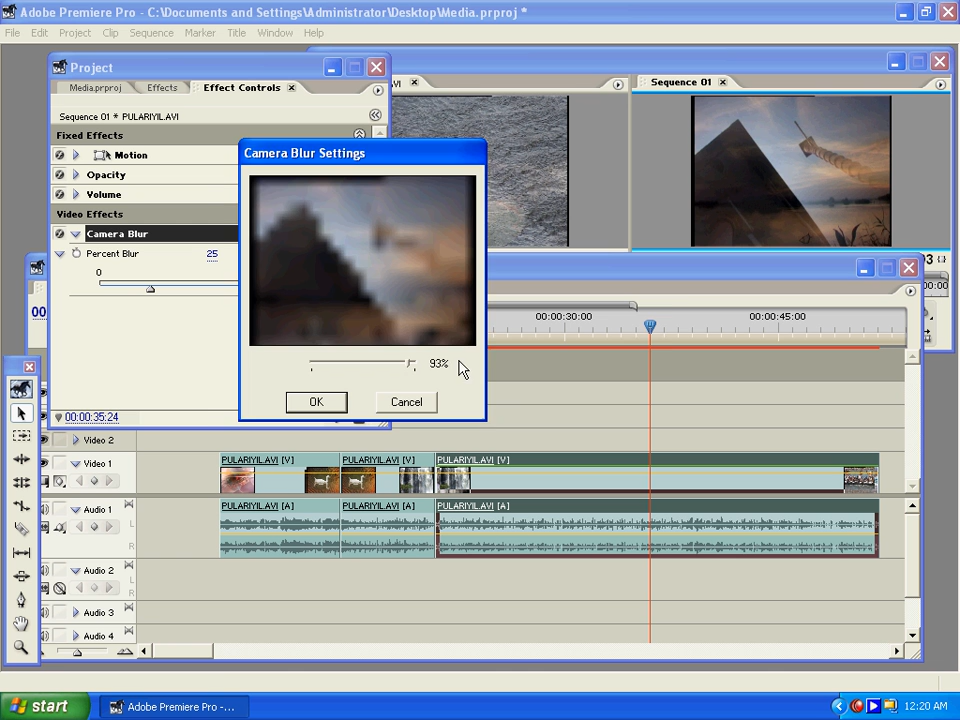 Adobe Premiere Pro - C:\Documents and Settings\Administrator\Desktop\Media.prproj *
File Edit Project Clip Sequence Marker Title Window Help
Project
Media.prproj Effects Effect Controls
Sequence 01 * PULARIYIL.AVI
Fixed Effects
Motion
Opacity
Volume
Video Effects
Camera Blur
Percent Blur 25
0
00:00:35:24
Sequence 01
Camera Blur Settings
93%
OK Cancel
00:00:30:00 00:00:45:00
Video 2
Video 1
PULARIYIL.AVI [V] PULARIYIL.AVI [V] PULARIYIL.AVI [V]
Audio 1
PULARIYIL.AVI [A] PULARIYIL.AVI [A] PULARIYIL.AVI [A]
L
R
Audio 2
L
R
Audio 3
Audio 4
start Adobe Premiere Pro -... 12:20 AM